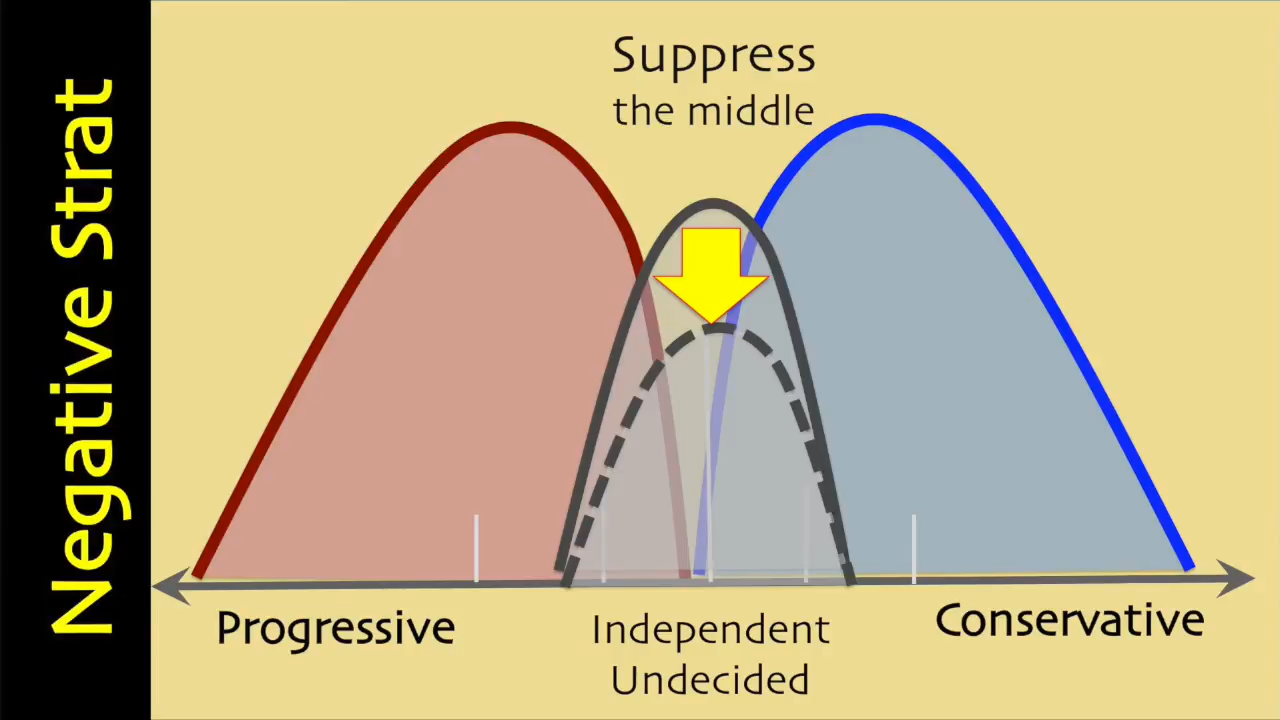 Negative Strat
Suppress
the middle
Progressive
Independent
Undecided
Conservative